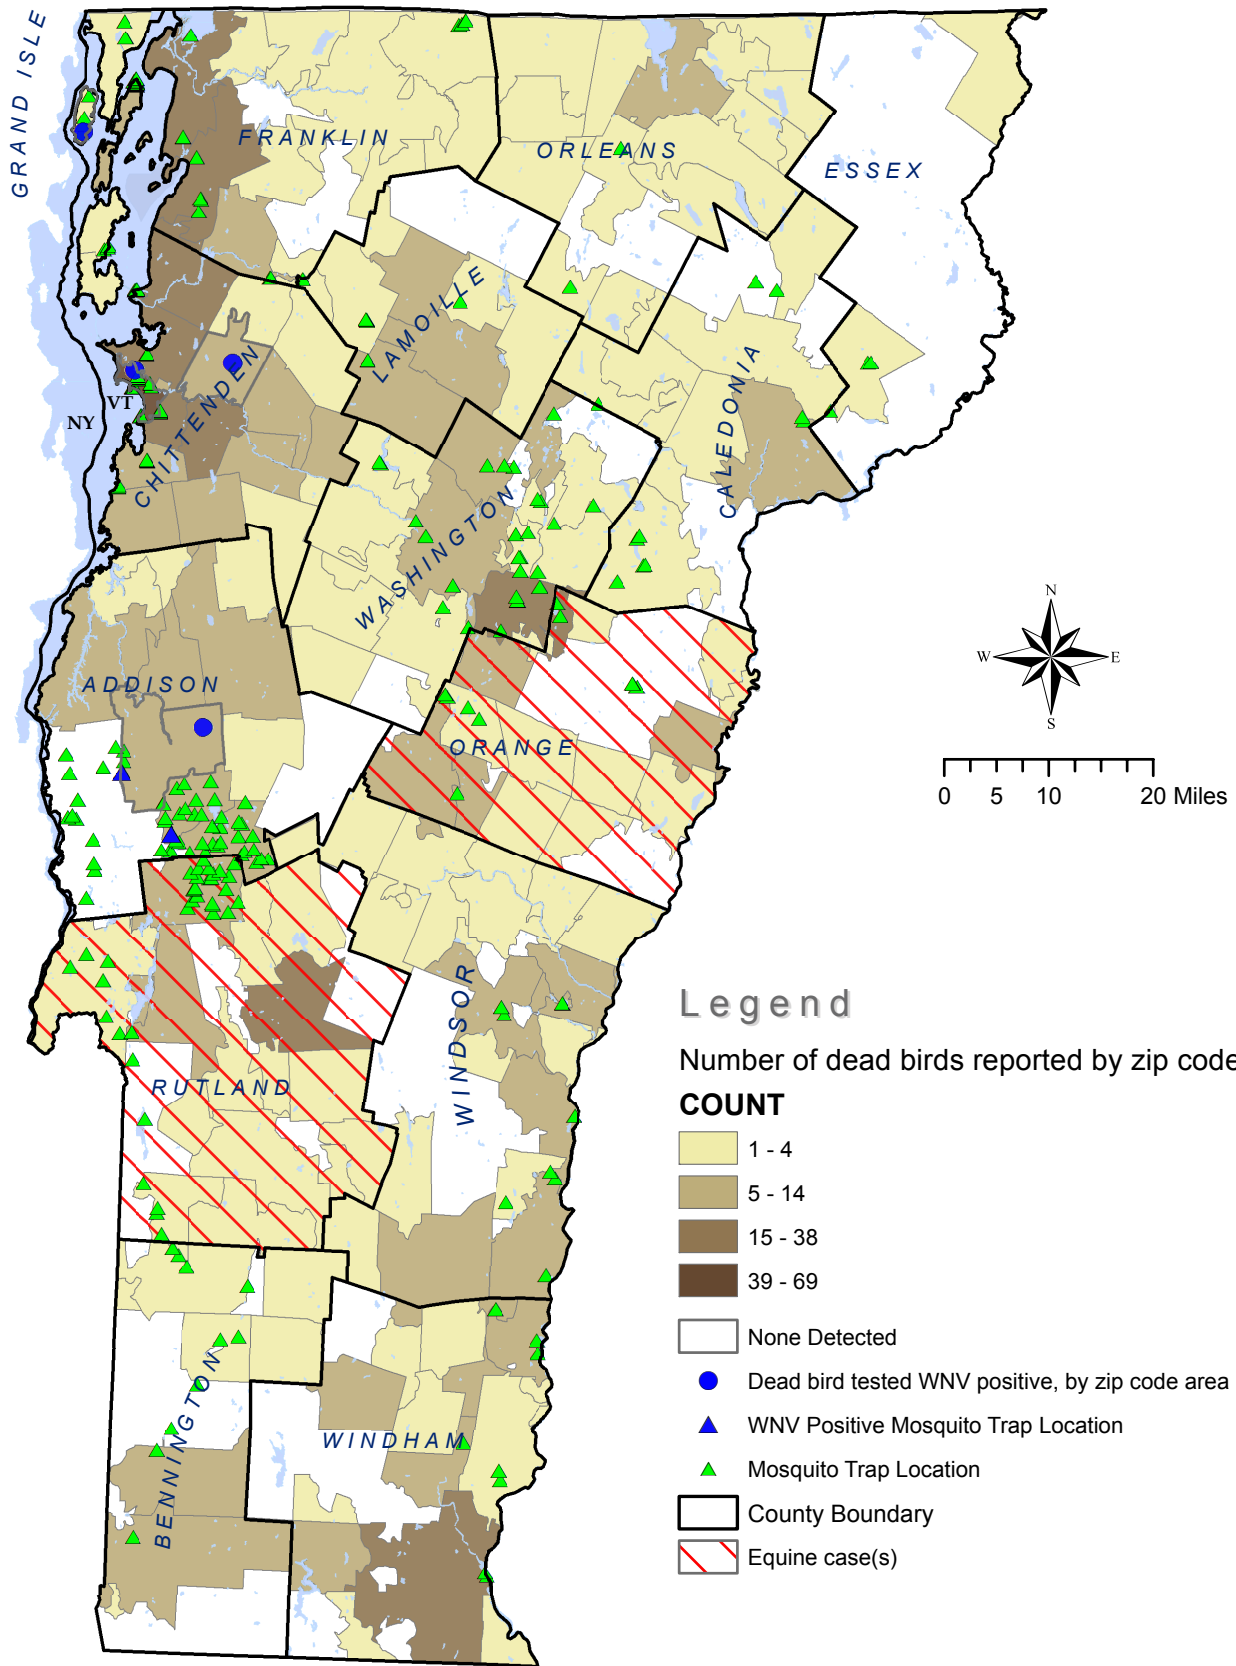 GRAND ISLE
FRANKLIN
ORLEANS
ESSEX
LAMOILLE
CHITTENDEN
CALEDONIA
NY
VT
WASHINGTON
ADDISON
ORANGE
N
W
E
S
0 5 10 20 Miles
RUTLAND
WINDSOR
BENNINGTON
WINDHAM
Legend
Number of dead birds reported by zip code
COUNT
1 - 4
5 - 14
15 - 38
39 - 69
None Detected
Dead bird tested WNV positive, by zip code area
WNV Positive Mosquito Trap Location
Mosquito Trap Location
County Boundary
Equine case(s)